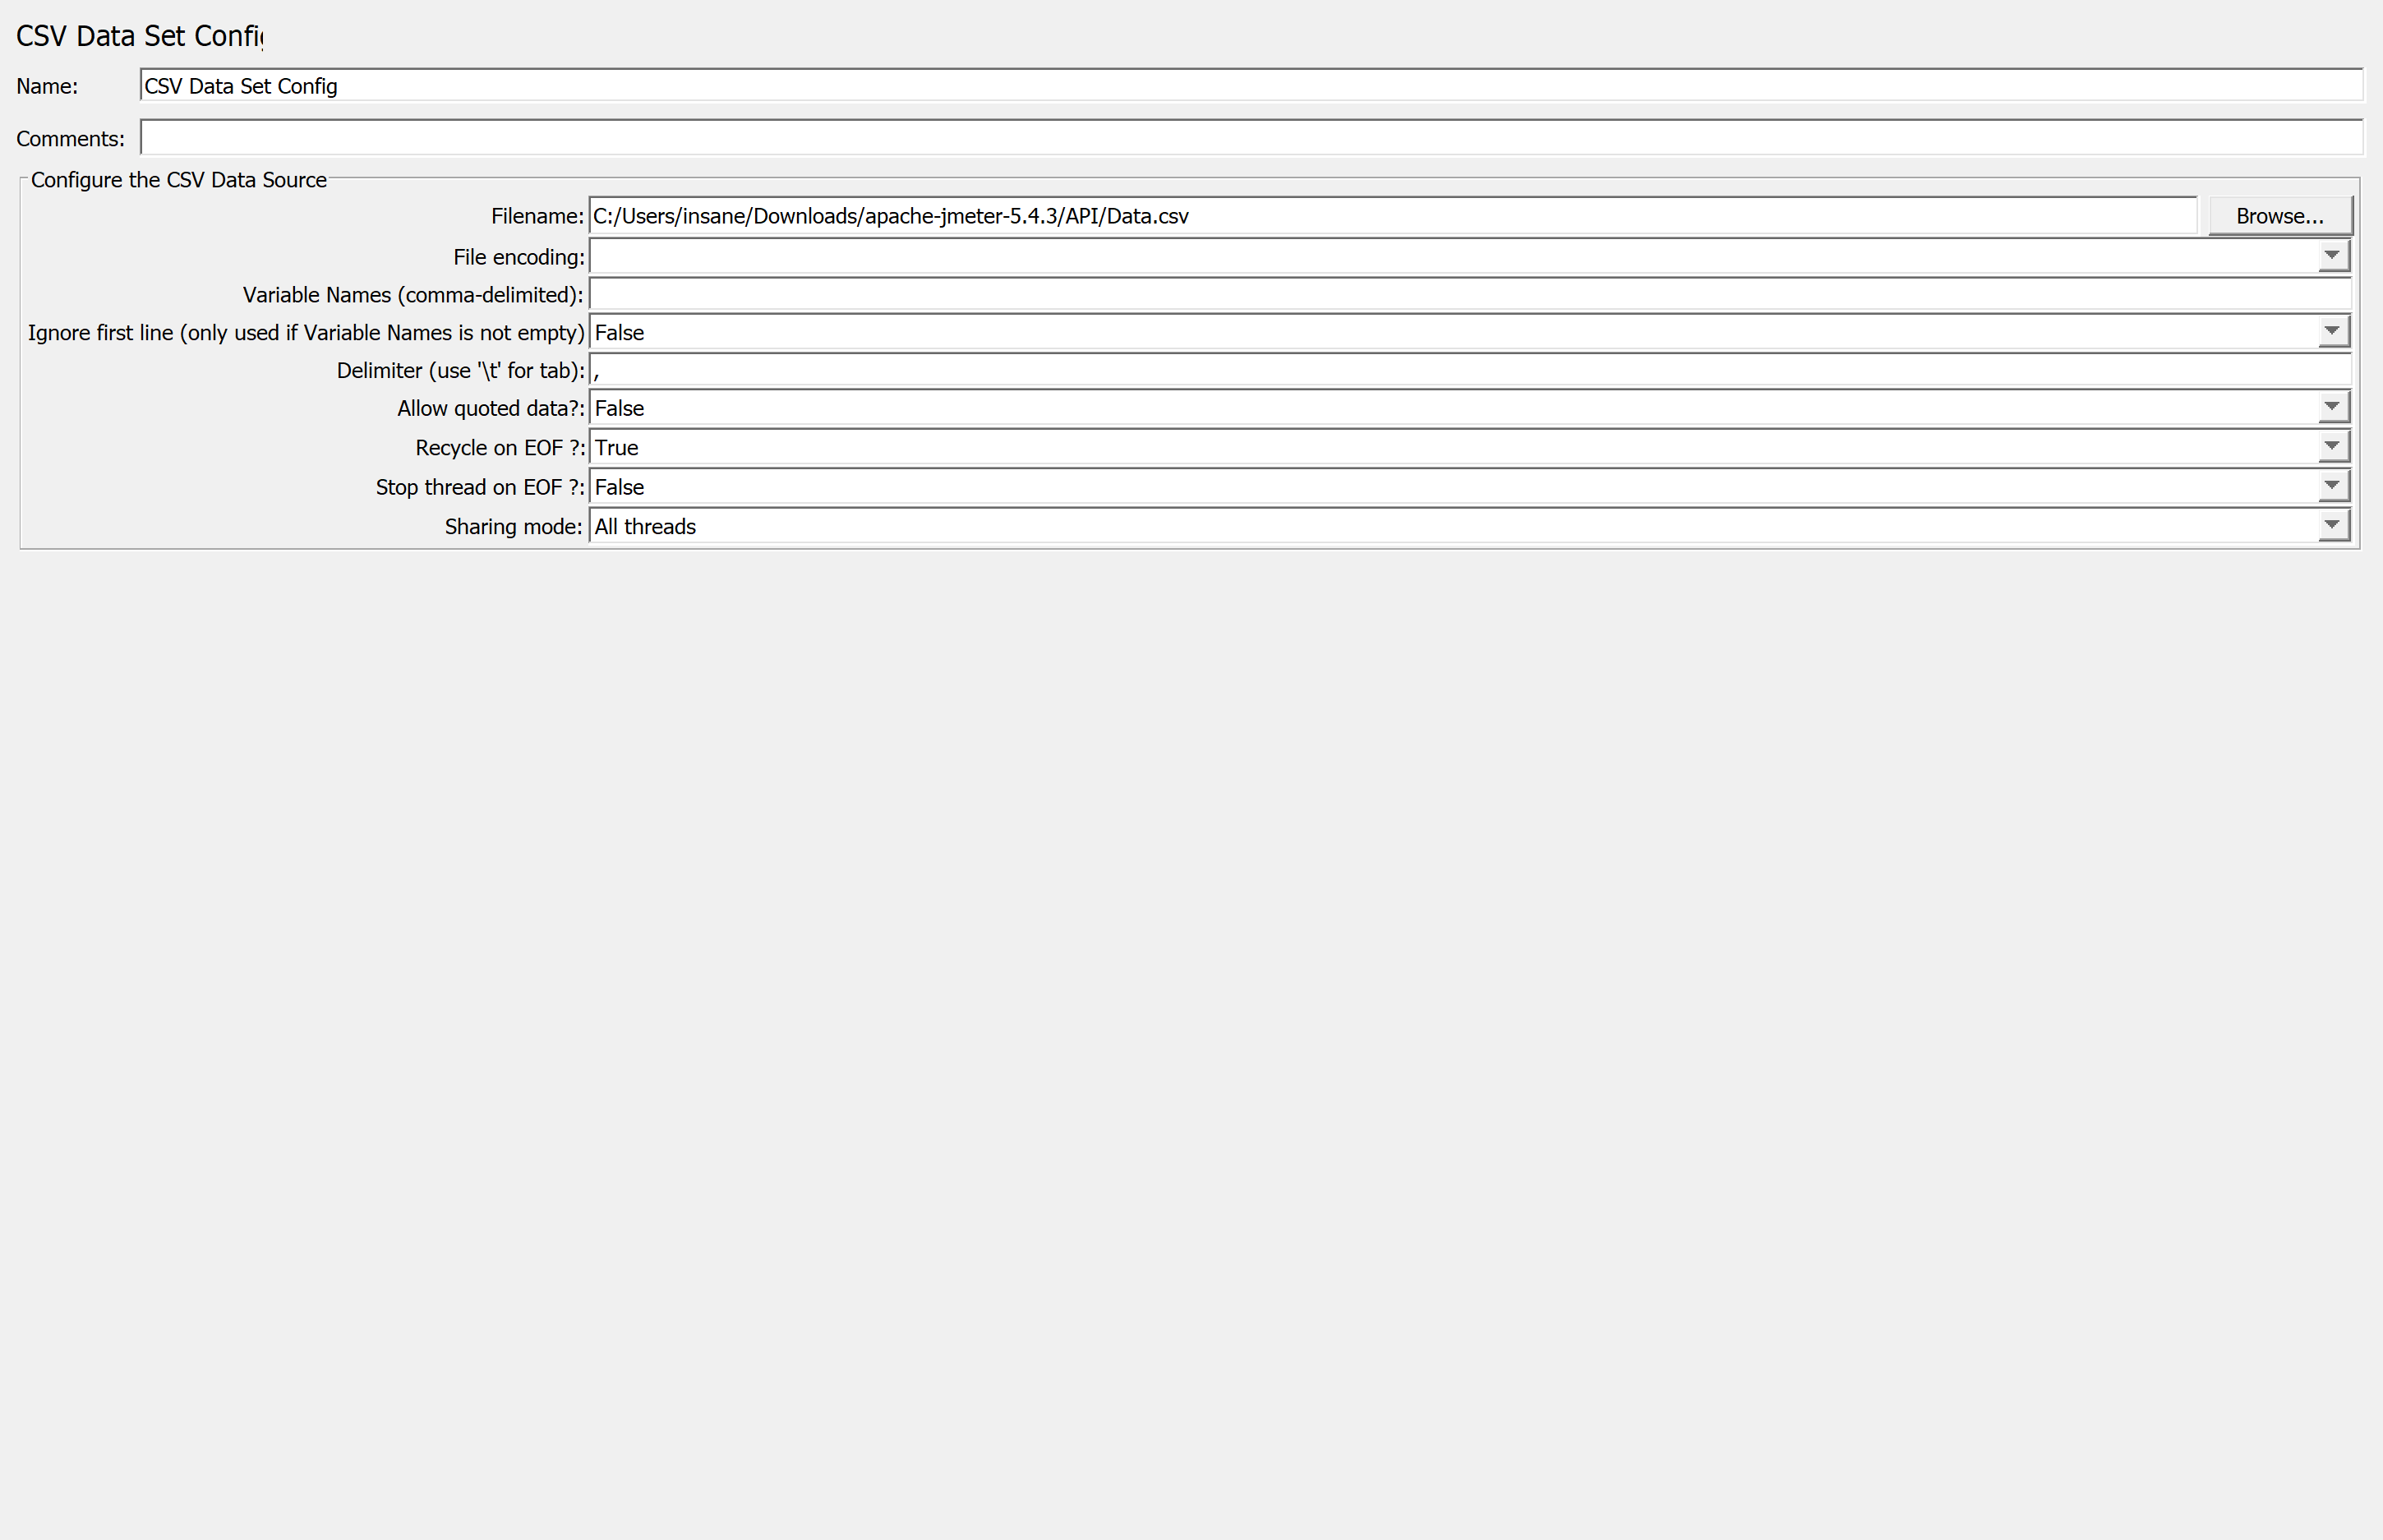 CSV Data Set Config
Name: CSV Data Set Config
Comments:
Configure the CSV Data Source
Filename: C:/Users/insane/Downloads/apache-jmeter-5.4.3/API/Data.csv Browse...
File encoding:
Variable Names (comma-delimited):
Ignore first line (only used if Variable Names is not empty) False
Delimiter (use '\t' for tab): ,
Allow quoted data?: False
Recycle on EOF ?: True
Stop thread on EOF ?: False
Sharing mode: All threads